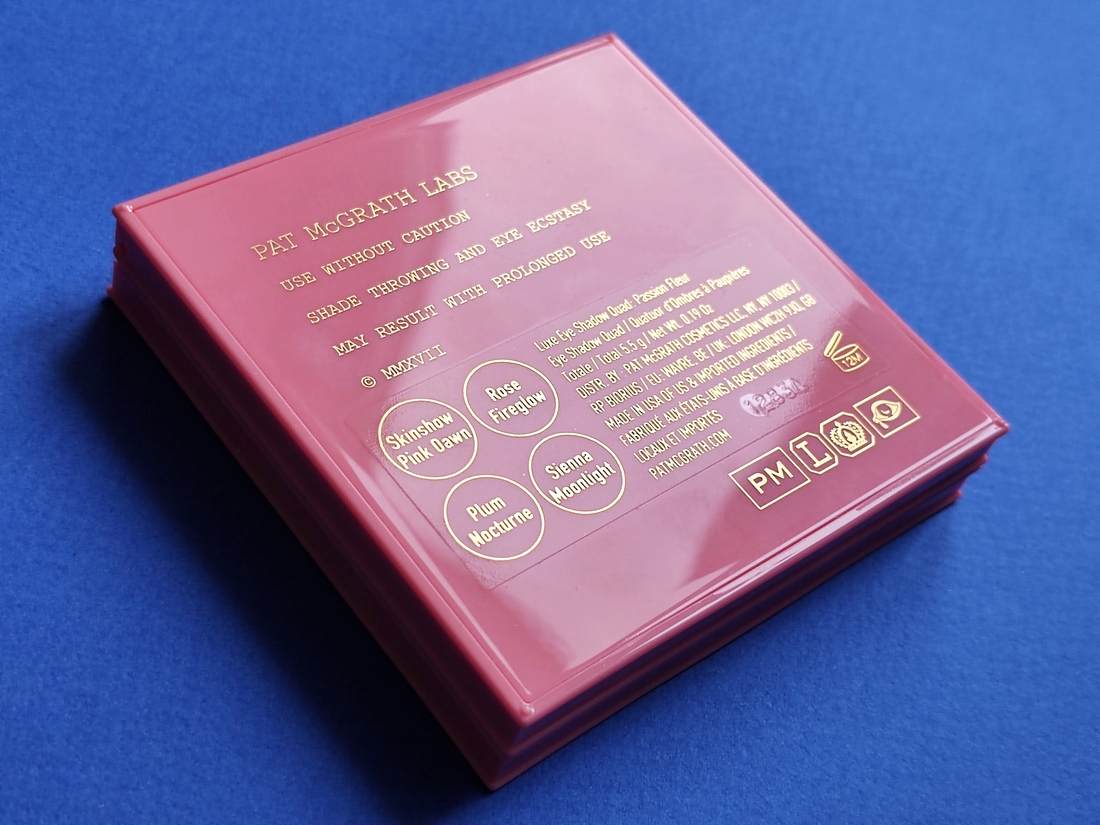 PAT McGRATH LABS
USE WITHOUT CAUTION
SHADE THROWING AND EYE ECSTASY
MAY RESULT WITH PROLONGED USE
© MMXVII
Skinshow
Pink Dawn
Rose
Fireglow
Plum
Nocturne
Sienna
Moonlight
Luxe Eye Shadow Quad: Passion Fleur
Eye Shadow Quad / Quatuor d'Ombres à Paupières
Totale / Total 5.5 g / Net Wt. 0.19 Oz
DISTR. BY · PAT McGRATH COSMETICS LLC, NY, NY 10003 /
RP BIORIUS / EU: WAVRE, BE / UK: LONDON WC2H 9JQ, GB
MADE IN USA OF US & IMPORTED INGREDIENTS /
FABRIQUÉ AUX ÉTATS-UNIS À BASE D'INGRÉDIENTS
LOCAUX ET IMPORTÉS
PATMCGRATH.COM
12M
PM L